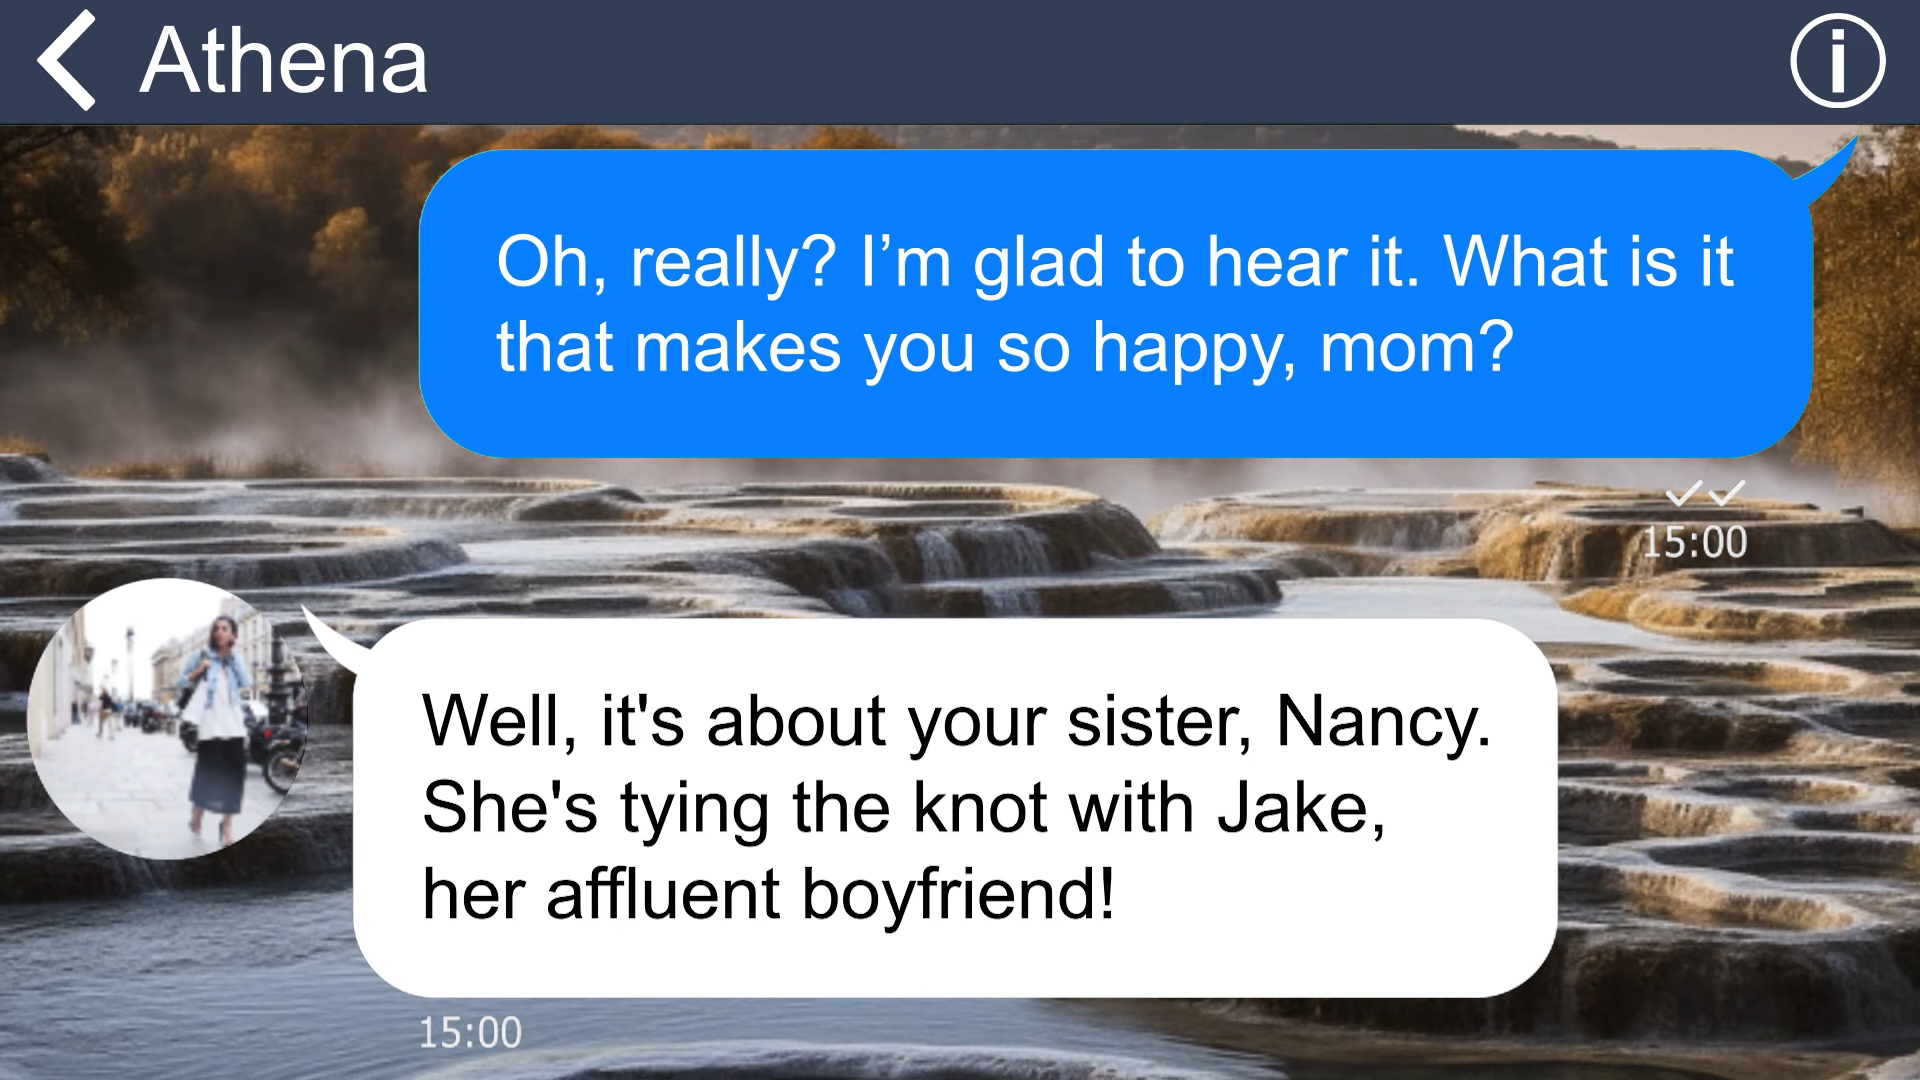 Athena
Oh, really? I’m glad to hear it. What is it
that makes you so happy, mom?
15:00
Well, it's about your sister, Nancy.
She's tying the knot with Jake,
her affluent boyfriend!
15:00